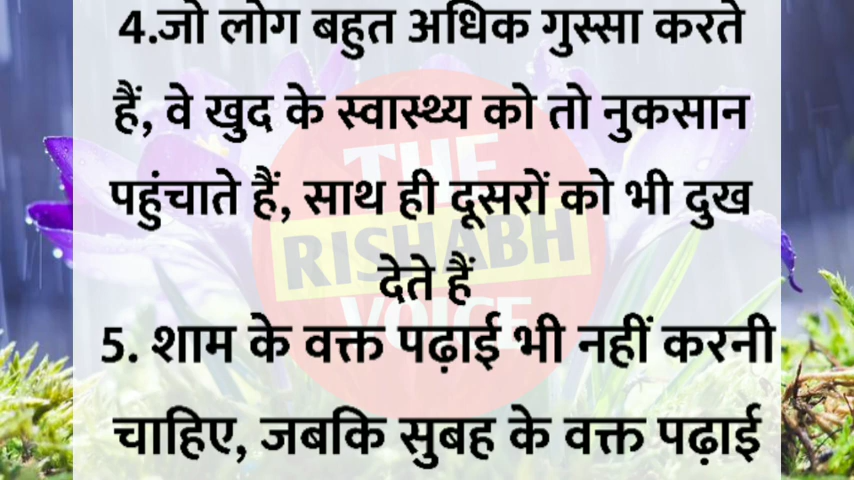 4.जो लोग बहुत अधिक गुस्सा करते
हैं, वे खुद के स्वास्थ्य को तो नुकसान
पहुंचाते हैं, साथ ही दूसरों को भी दुख
देते हैं
5. शाम के वक्त पढ़ाई भी नहीं करनी
चाहिए, जबकि सुबह के वक्त पढ़ाई
THE
RISHABH
VOICE